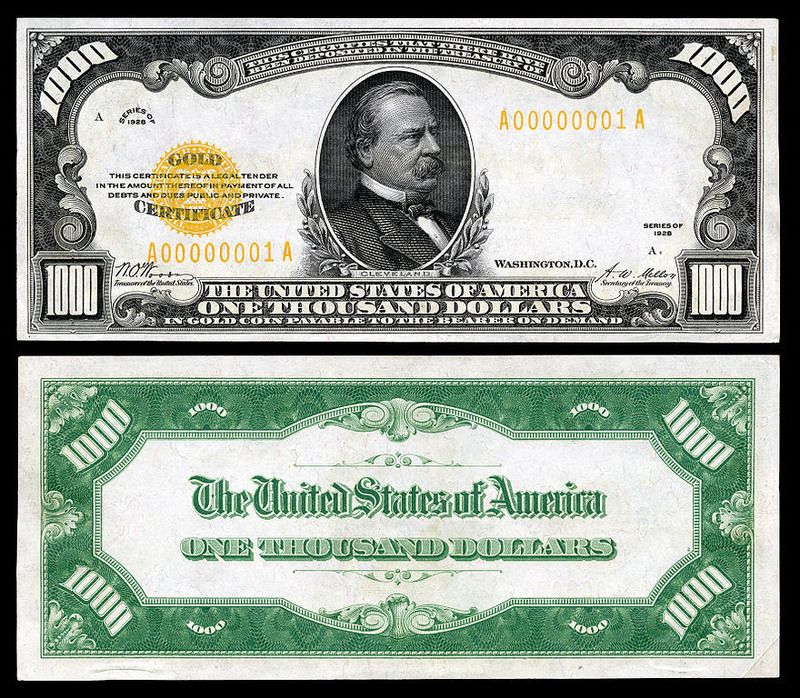 THIS CERTIFIES THAT THERE HAVE
BEEN DEPOSITED IN THE TREASURY OF
1000
1000
A
SERIES OF
1928
A00000001 A
GOLD
THIS CERTIFICATE IS A LEGAL TENDER
IN THE AMOUNT THEREOF IN PAYMENT OF ALL
DEBTS AND DUES PUBLIC AND PRIVATE.
CERTIFICATE
SERIES OF
1928
A00000001 A
WASHINGTON, D.C.
A
W.O. Woods
Treasurer of the United States.
CLEVELAND
A. W. Mellon
Secretary of the Treasury.
1000
1000
THE UNITED STATES OF AMERICA
ONE THOUSAND DOLLARS
IN GOLD COIN PAYABLE TO THE BEARER ON DEMAND
1000
1000
1000
1000
The United States of America
ONE THOUSAND DOLLARS
1000
1000
1000
1000